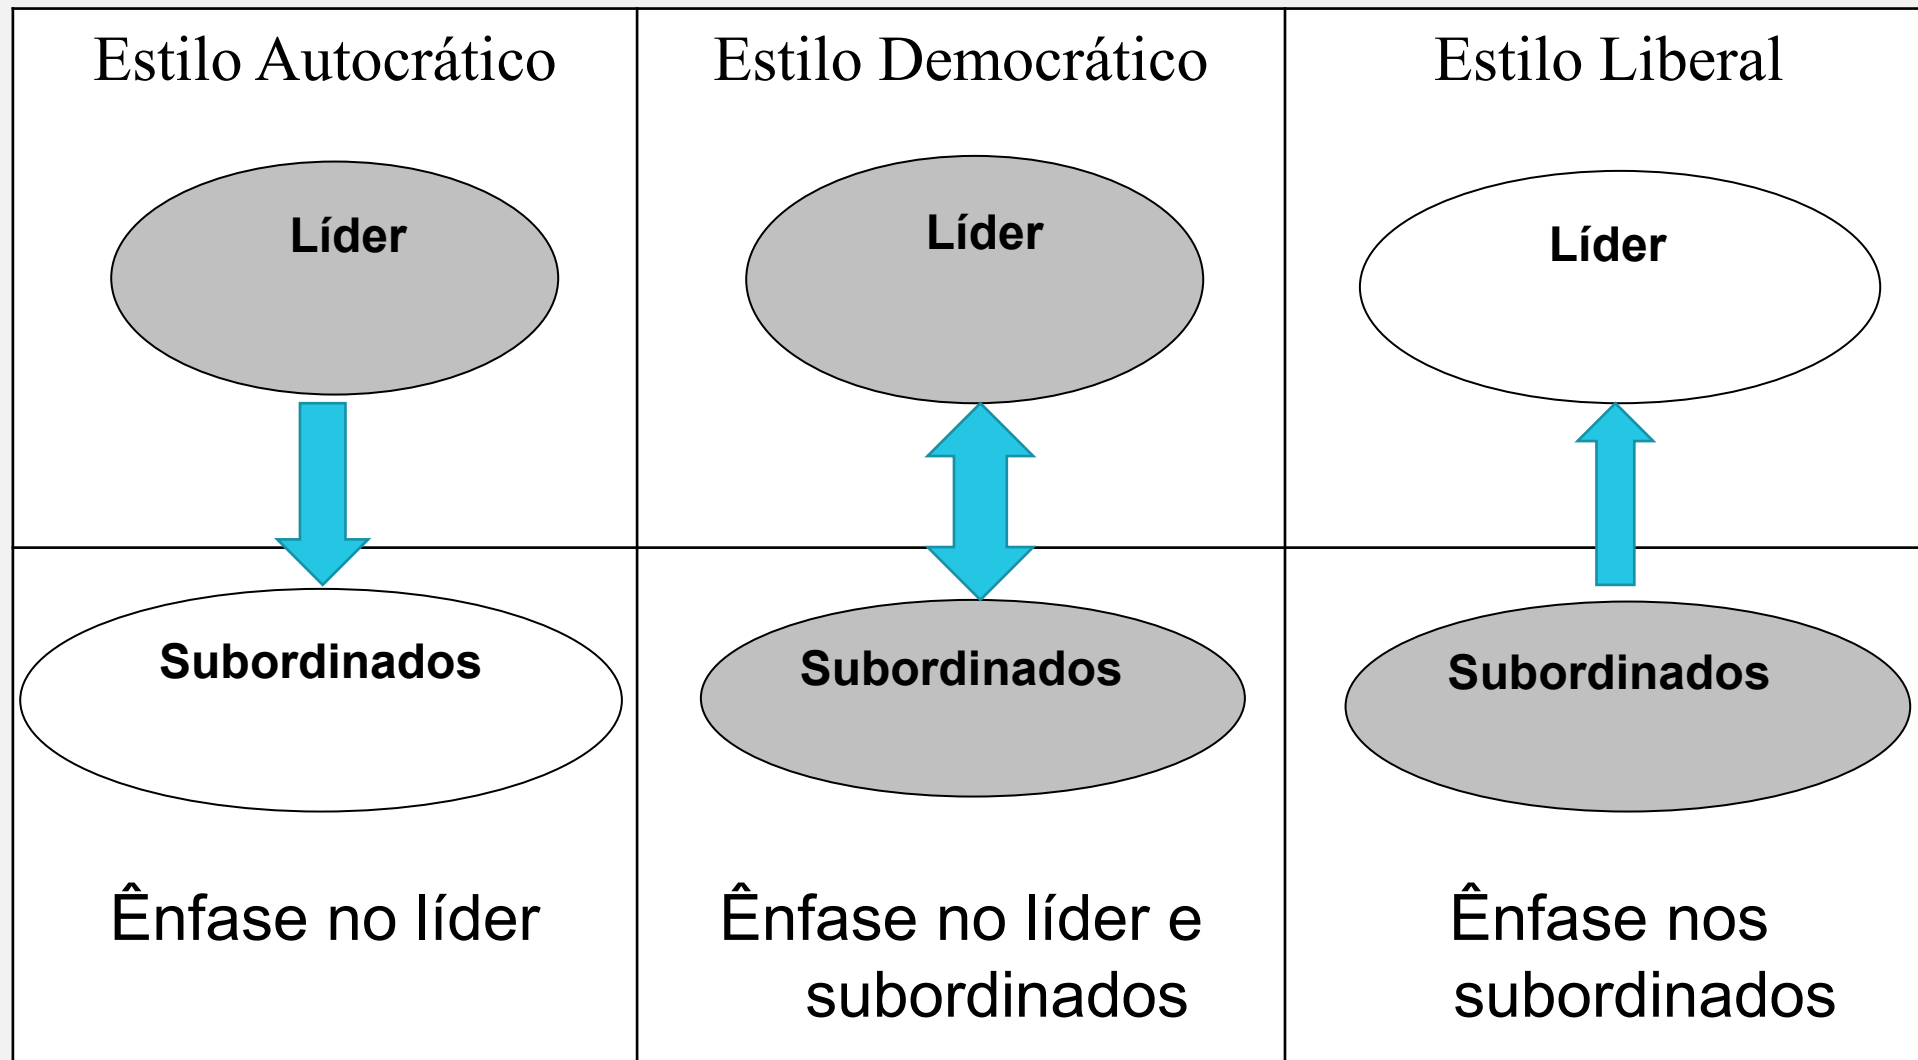 Estilo Autocrático
Estilo Democrático
Estilo Liberal
Líder
Líder
Líder
Subordinados
Subordinados
Subordinados
Ênfase no líder
Ênfase no líder e
subordinados
Ênfase nos
subordinados